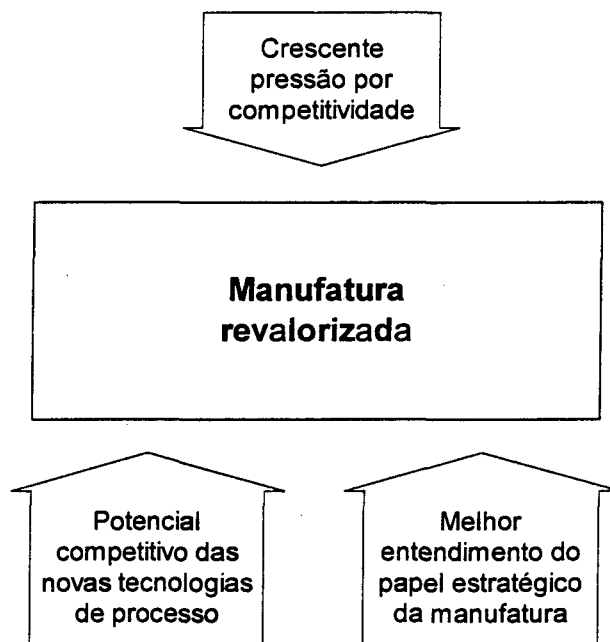 Crescente
pressão por
competitividade
Manufatura
revalorizada
Potencial
competitivo das
novas tecnologias
de processo
Melhor
entendimento do
papel estratégico
da manufatura